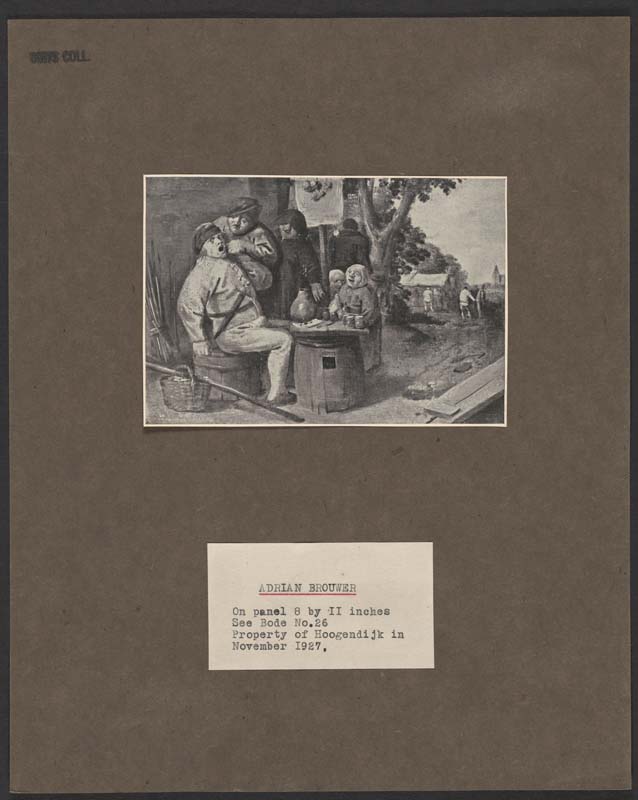 COLL.
ADRIAN BROUWER
On panel 8 by II inches
See Bode No.26
Property of Hoogendijk in
November I927.